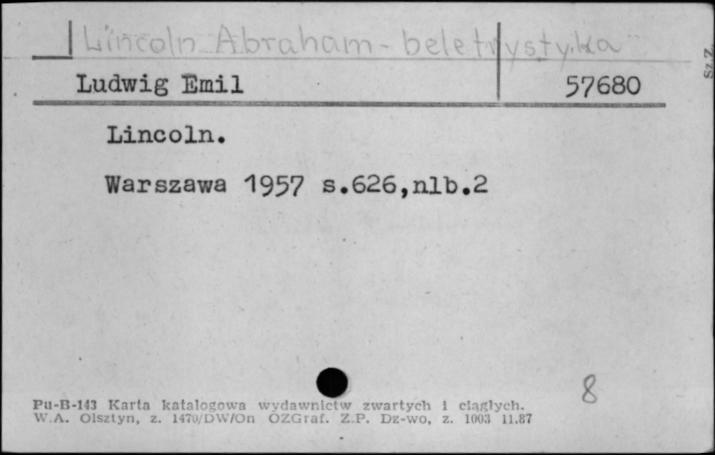 Lincoln Abraham - beletrystyka
Sz. Z.
Ludwig Emil 57680
Lincoln.
Warszawa 1957 s.626,nlb.2
8
Pu-B-143 Karta katalogowa wydawnictw zwartych i ciągłych.
W.A. Olsztyn, z. 1470/DW/On OZGraf. Z.P. Dz-wo, z. 1003 11.87